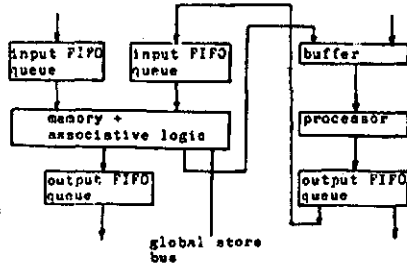 input FIFO
queue
input FIFO
queue
buffer
memory +
associative logic
processor
output FIFO
queue
output FIFO
queue
global store
bus